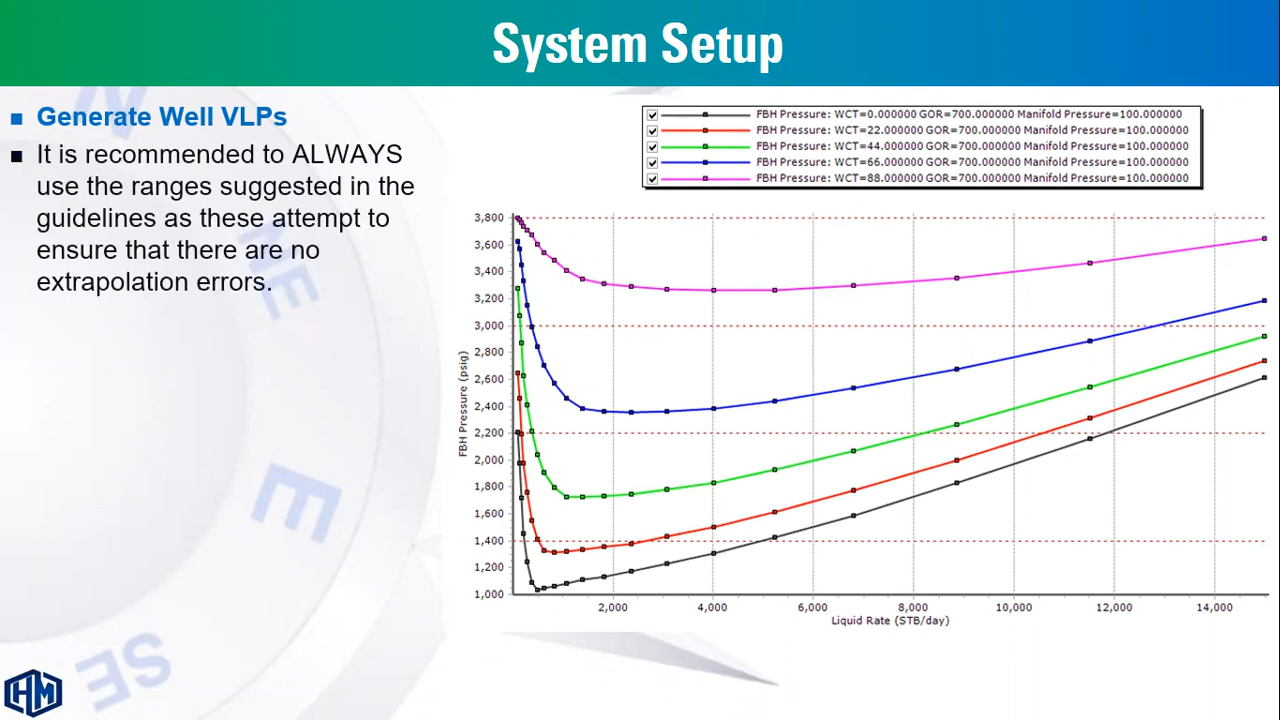 System Setup
Generate Well VLPs
It is recommended to ALWAYS
use the ranges suggested in the
guidelines as these attempt to
ensure that there are no
extrapolation errors.
FBH Pressure: WCT=0.000000 GOR=700.000000 Manifold Pressure=100.000000
FBH Pressure: WCT=22.000000 GOR=700.000000 Manifold Pressure=100.000000
FBH Pressure: WCT=44.000000 GOR=700.000000 Manifold Pressure=100.000000
FBH Pressure: WCT=66.000000 GOR=700.000000 Manifold Pressure=100.000000
FBH Pressure: WCT=88.000000 GOR=700.000000 Manifold Pressure=100.000000
3,800
3,600
3,400
3,200
3,000
2,800
2,600
2,400
2,200
2,000
1,800
1,600
1,400
1,200
1,000
FBH Pressure (psig)
2,000 4,000 6,000 8,000 10,000 12,000 14,000
Liquid Rate (STB/day)
N
NE
E
SE
HM